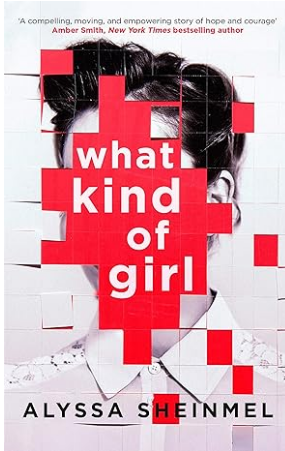 'A compelling, moving, and empowering story of hope and courage'
Amber Smith, New York Times bestselling author
what
kind
of
girl
ALYSSA SHEINMEL